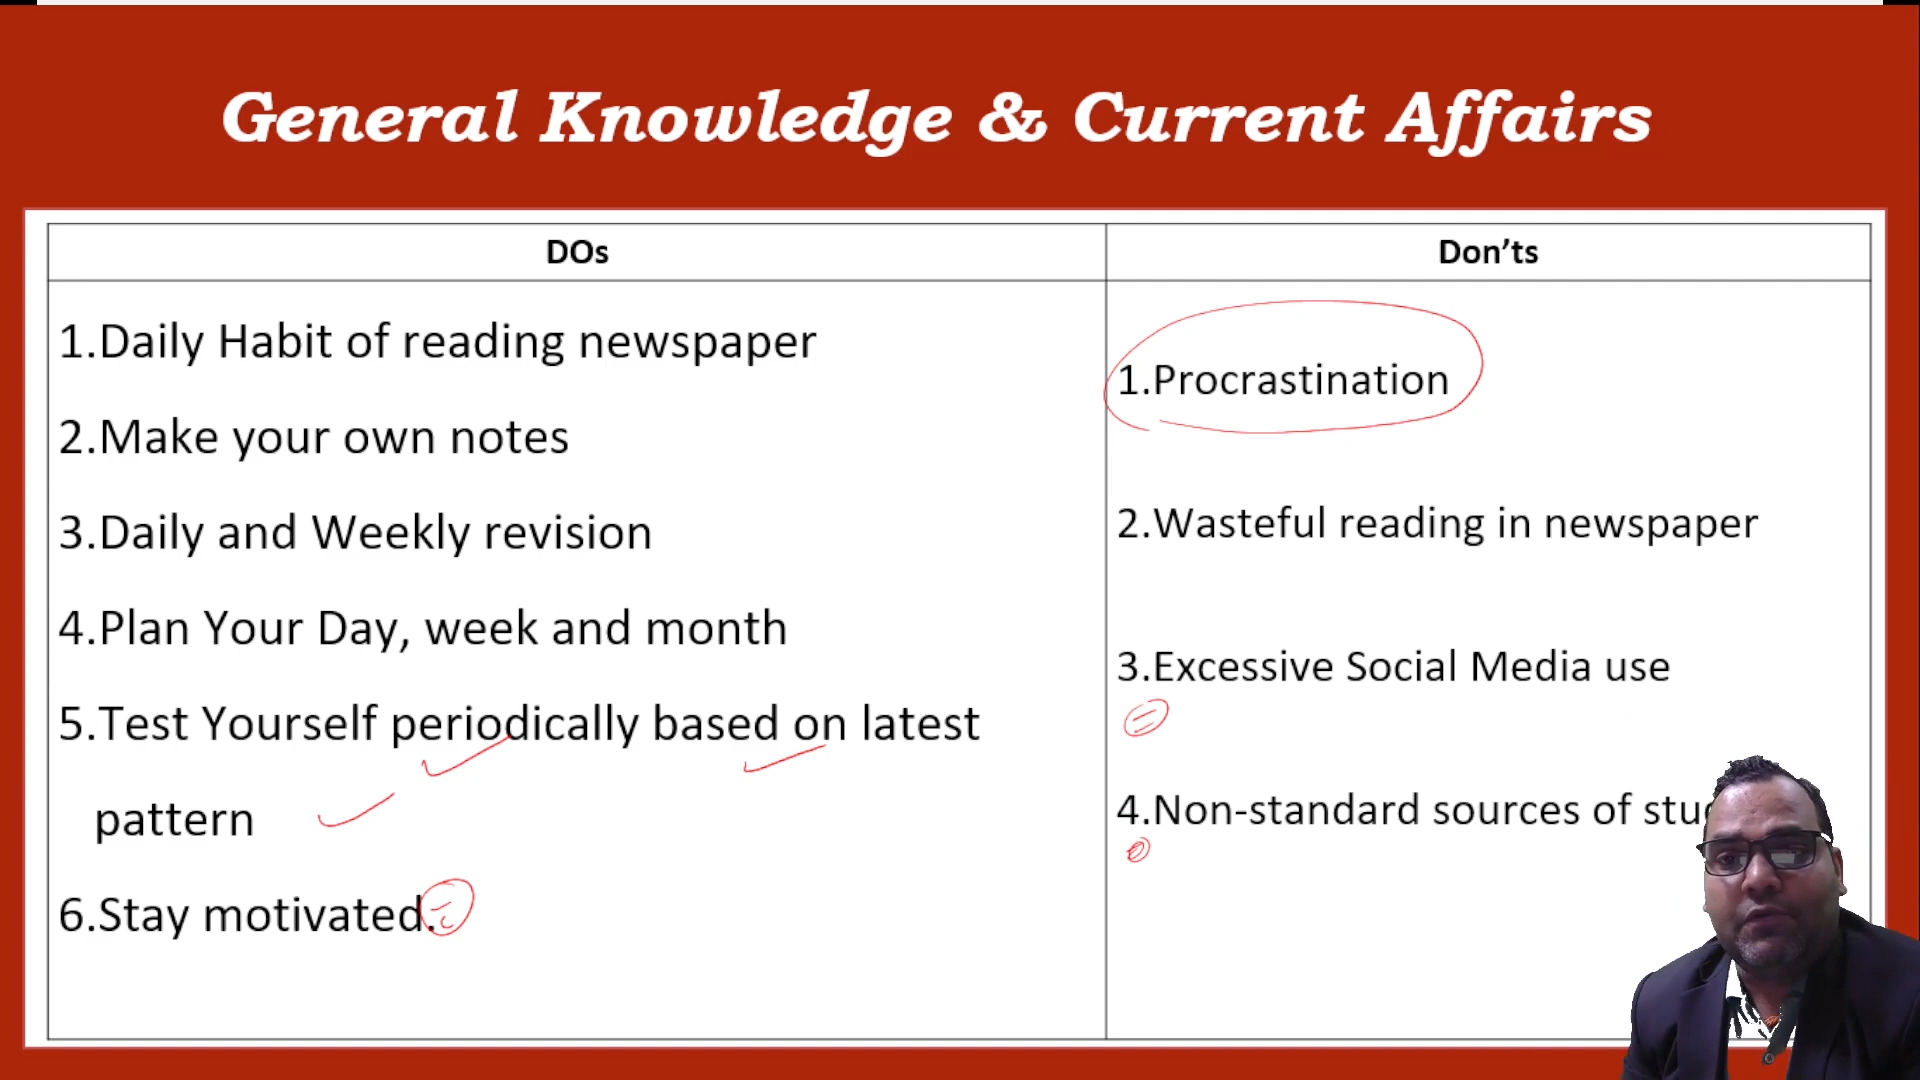 General Knowledge & Current Affairs
DOs
Don’ts
1.Daily Habit of reading newspaper
2.Make your own notes
3.Daily and Weekly revision
4.Plan Your Day, week and month
5.Test Yourself periodically based on latest
pattern
6.Stay motivated.
1.Procrastination
2.Wasteful reading in newspaper
3.Excessive Social Media use
4.Non-standard sources of